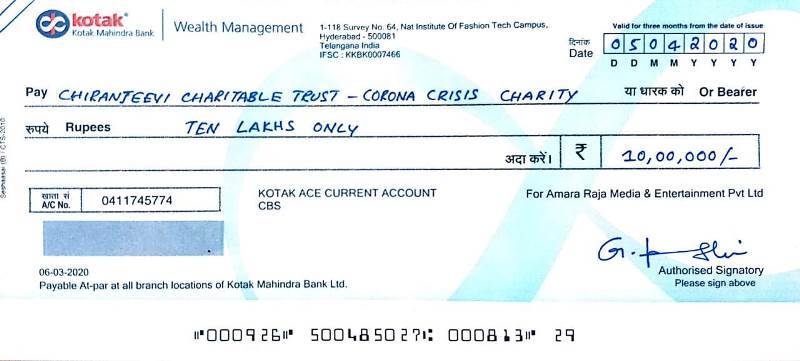 kotak®
Kotak Mahindra Bank
Wealth Management
1-118 Survey No. 64, Nat Institute Of Fashion Tech Campus,
Hyderabad - 500081
Telangana India
IFSC : KKBK0007466
Valid for three months from the date of issue
दिनांक
Date
0 5 0 4 2 0 2 0
D D M M Y Y Y Y
Pay CHIRANJEEVI CHARITABLE TRUST - CORONA CRISIS CHARITY या धारक को Or Bearer
रुपये Rupees TEN LAKHS ONLY
अदा करें। ₹ 10,00,000/-
खाता सं
A/C No.
0411745774
KOTAK ACE CURRENT ACCOUNT
CBS
For Amara Raja Media & Entertainment Pvt Ltd
Authorised Signatory
Please sign above
06-03-2020
Payable At-par at all branch locations of Kotak Mahindra Bank Ltd.
⑈000926⑈ 500485027⑆ 000813⑈ 29